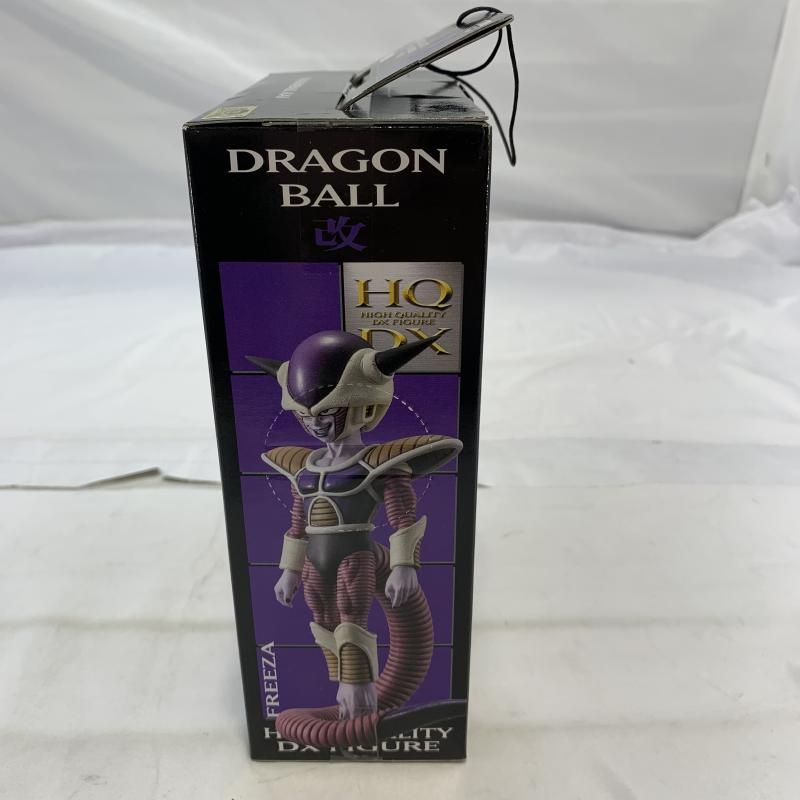 DRAGON
BALL
改
HQ
HIGH QUALITY
DX FIGURE
DX
FREEZA
DX FIGURE